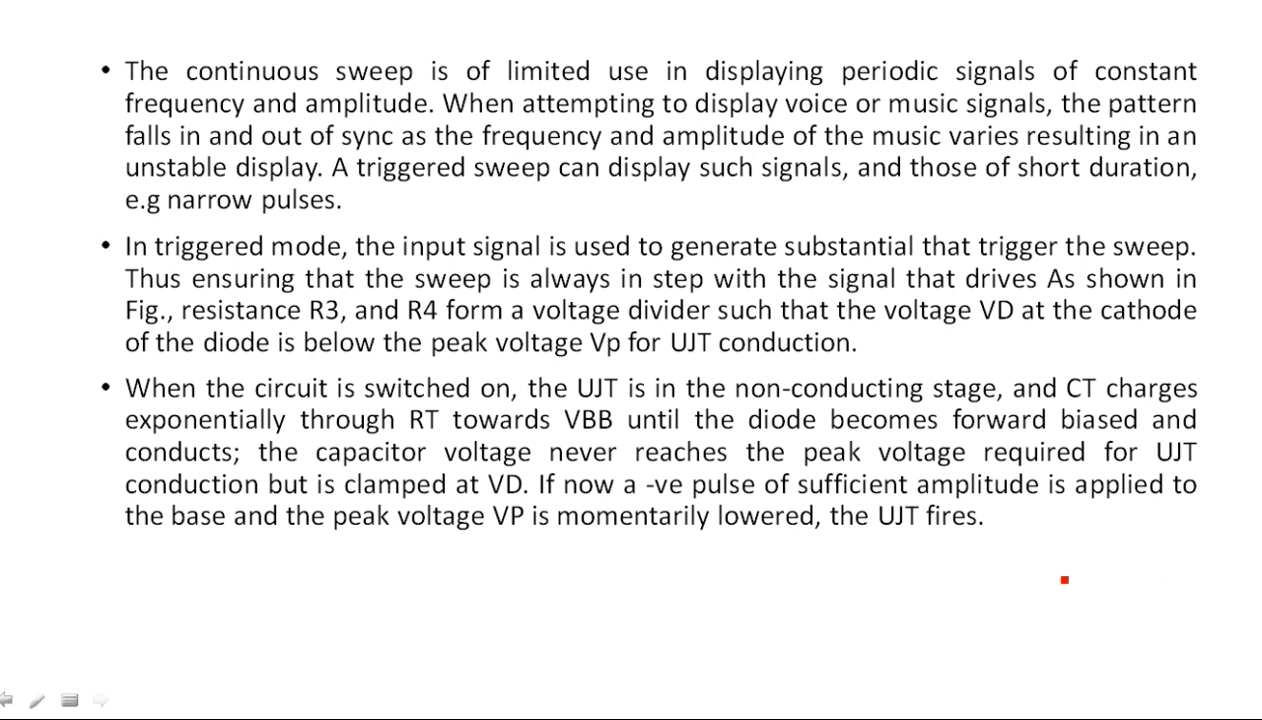 • The continuous sweep is of limited use in displaying periodic signals of constant
frequency and amplitude. When attempting to display voice or music signals, the pattern
falls in and out of sync as the frequency and amplitude of the music varies resulting in an
unstable display. A triggered sweep can display such signals, and those of short duration,
e.g narrow pulses.
• In triggered mode, the input signal is used to generate substantial that trigger the sweep.
Thus ensuring that the sweep is always in step with the signal that drives As shown in
Fig., resistance R3, and R4 form a voltage divider such that the voltage VD at the cathode
of the diode is below the peak voltage Vp for UJT conduction.
• When the circuit is switched on, the UJT is in the non-conducting stage, and CT charges
exponentially through RT towards VBB until the diode becomes forward biased and
conducts; the capacitor voltage never reaches the peak voltage required for UJT
conduction but is clamped at VD. If now a -ve pulse of sufficient amplitude is applied to
the base and the peak voltage VP is momentarily lowered, the UJT fires.